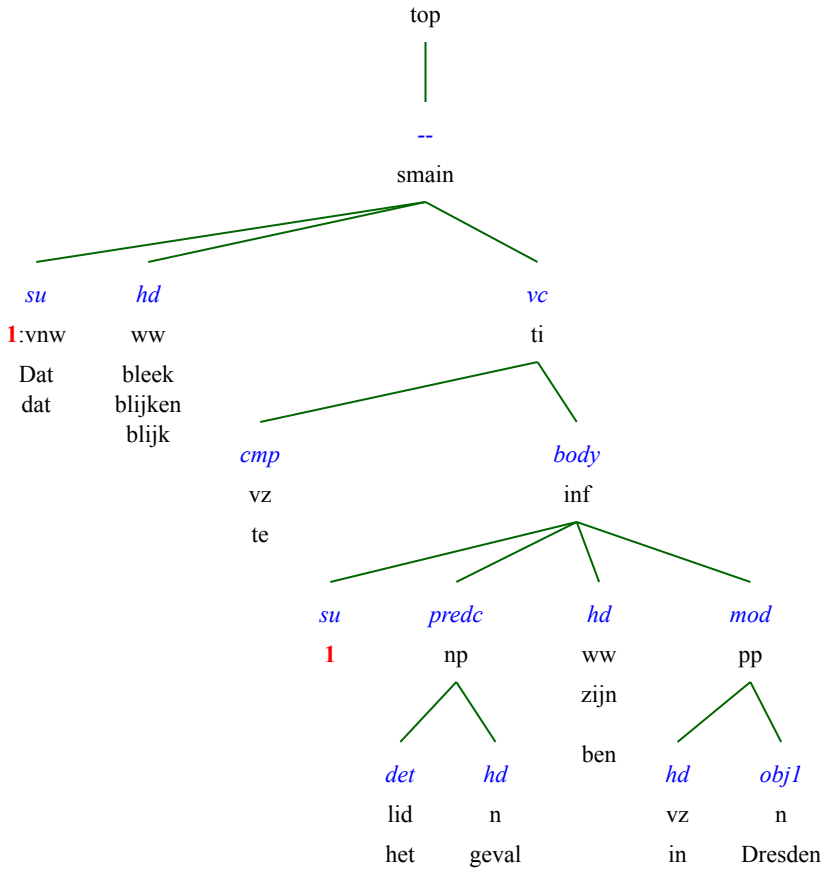 top
--
smain
su hd vc
1:vnw ww ti
Dat bleek
dat blijken
blijk
cmp body
vz inf
te
su predc hd mod
1 np ww pp
zijn
ben
det hd hd obj1
lid n vz n
het geval in Dresden